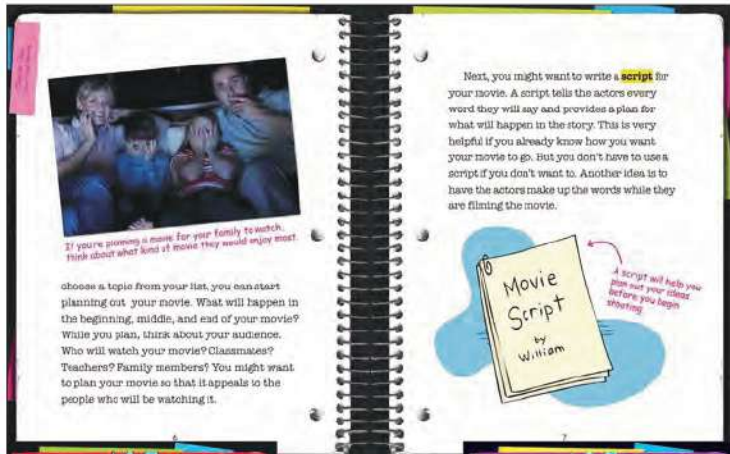 If you're planning a movie for your family to watch,
think about what kind of movie they would enjoy most.
choose a topic from your list, you can start
planning out your movie. What will happen in
the beginning, middle, and end of your movie?
While you plan, think about your audience.
Who will watch your movie? Classmates?
Teachers? Family members? You might want
to plan your movie so that it appeals to the
people who will be watching it.
6
Next, you might want to write a script for
your movie. A script tells the actors every
word they will say and provides a plan for
what will happen in the story. This is very
helpful if you already know how you want
your movie to go. But you don't have to use a
script if you don't want to. Another idea is to
have the actors make up the words while they
are filming the movie.
A script will help you
plan out your ideas
before you begin
shooting
Movie
Script
by
William
7